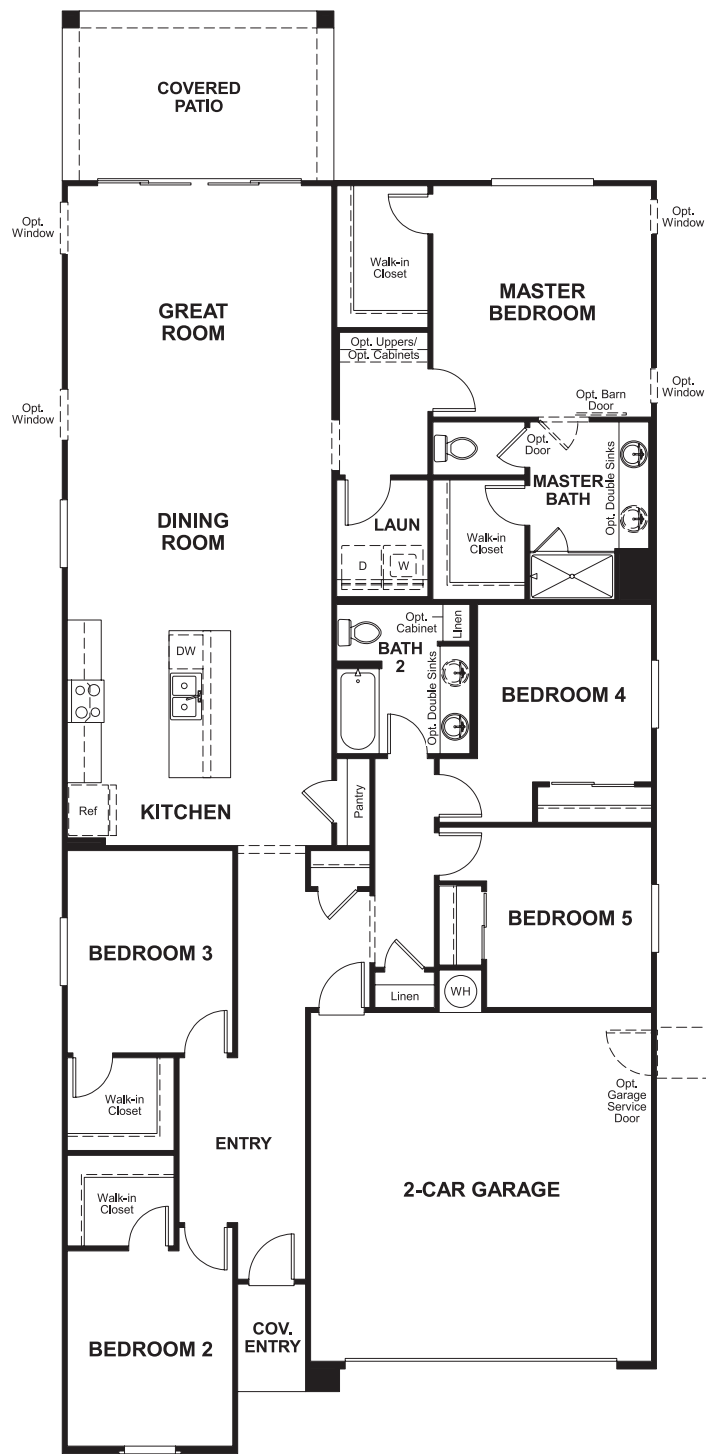 COVERED
PATIO
Opt.
Window
Walk-in
Closet
Opt.
Window
GREAT
ROOM
MASTER
BEDROOM
Opt. Uppers/
Opt. Cabinets
Opt.
Window
Opt. Barn
Door
Opt.
Window
Opt.
Door
Opt. Double Sinks
MASTER
BATH
DINING
ROOM
LAUN
Walk-in
Closet
D
W
Opt.
Cabinet
Linen
BATH
2
Opt. Double Sinks
DW
BEDROOM 4
Ref
KITCHEN
Pantry
BEDROOM 3
BEDROOM 5
Linen
WH
Walk-in
Closet
Opt.
Garage
Service
Door
ENTRY
Walk-in
Closet
2-CAR GARAGE
COV.
ENTRY
BEDROOM 2